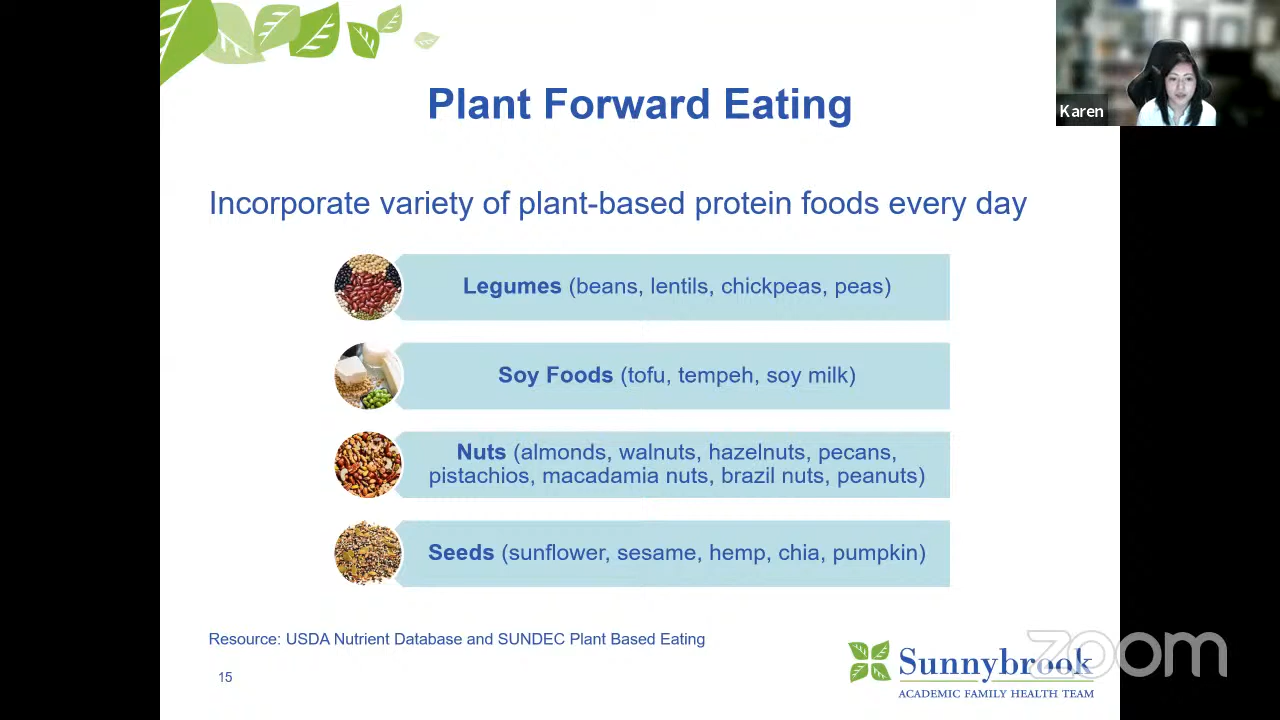 Plant Forward Eating
Karen
Incorporate variety of plant-based protein foods every day
Legumes (beans, lentils, chickpeas, peas)
Soy Foods (tofu, tempeh, soy milk)
Nuts (almonds, walnuts, hazelnuts, pecans,
pistachios, macadamia nuts, brazil nuts, peanuts)
Seeds (sunflower, sesame, hemp, chia, pumpkin)
Resource: USDA Nutrient Database and SUNDEC Plant Based Eating
15
Sunnybrook
ACADEMIC FAMILY HEALTH TEAM
zoom